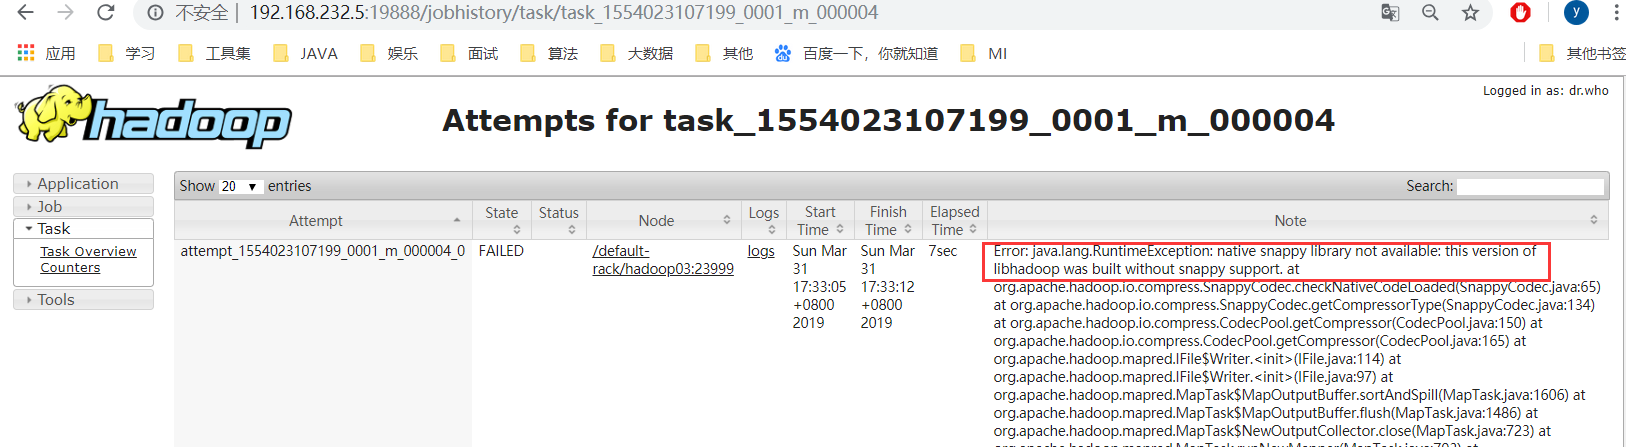 不安全 | 192.168.232.5:19888/jobhistory/task/task_1554023107199_0001_m_000004
y
应用 学习 工具集 JAVA 娱乐 面试 算法 大数据 其他 百度一下，你就知道 MI 其他书签
Logged in as: dr.who
hadoop
Attempts for task_1554023107199_0001_m_000004
Application
Job
Task
Task Overview
Counters
Tools
Show 20 entries
Search:
Attempt State Status Node Logs Start Time Finish Time Elapsed Time Note
attempt_1554023107199_0001_m_000004_0
FAILED
/default-
rack/hadoop03:23999
logs
Sun Mar
31
17:33:05
+0800
2019
Sun Mar
31
17:33:12
+0800
2019
7sec
Error: java.lang.RuntimeException: native snappy library not available: this version of
libhadoop was built without snappy support. at
org.apache.hadoop.io.compress.SnappyCodec.checkNativeCodeLoaded(SnappyCodec.java:65)
at org.apache.hadoop.io.compress.SnappyCodec.getCompressorType(SnappyCodec.java:134)
at org.apache.hadoop.io.compress.CodecPool.getCompressor(CodecPool.java:150) at
org.apache.hadoop.io.compress.CodecPool.getCompressor(CodecPool.java:165) at
org.apache.hadoop.mapred.IFile$Writer.<init>(IFile.java:114) at
org.apache.hadoop.mapred.IFile$Writer.<init>(IFile.java:97) at
org.apache.hadoop.mapred.MapTask$MapOutputBuffer.sortAndSpill(MapTask.java:1606) at
org.apache.hadoop.mapred.MapTask$MapOutputBuffer.flush(MapTask.java:1486) at
org.apache.hadoop.mapred.MapTask$NewOutputCollector.close(MapTask.java:723) at